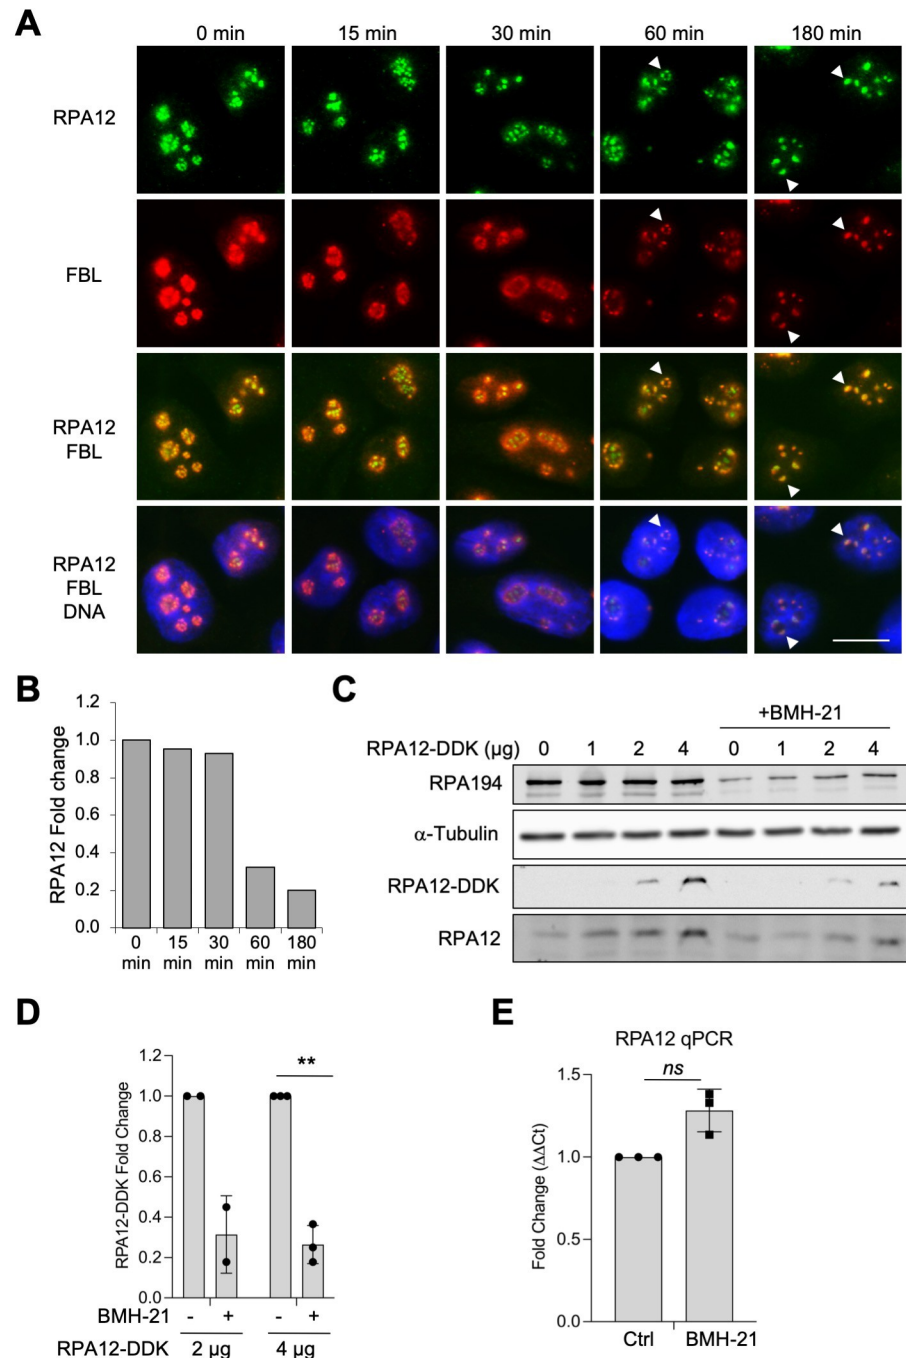 A
0 min 15 min 30 min 60 min 180 min
RPA12
FBL
RPA12
FBL
RPA12
FBL
DNA
B
RPA12 Fold change
1.2
1.0
0.8
0.6
0.4
0.2
0.0
0 15 30 60 180
min min min min min
C
+BMH-21
RPA12-DDK (µg) 0 1 2 4 0 1 2 4
RPA194
α-Tubulin
RPA12-DDK
RPA12
D
RPA12-DDK Fold Change
1.2
1.0
0.8
0.6
0.4
0.2
0.0
**
BMH-21 - + - +
RPA12-DDK 2 µg 4 µg
E
RPA12 qPCR
ns
Fold Change (ΔΔCt)
1.5
1.0
0.5
0.0
Ctrl BMH-21